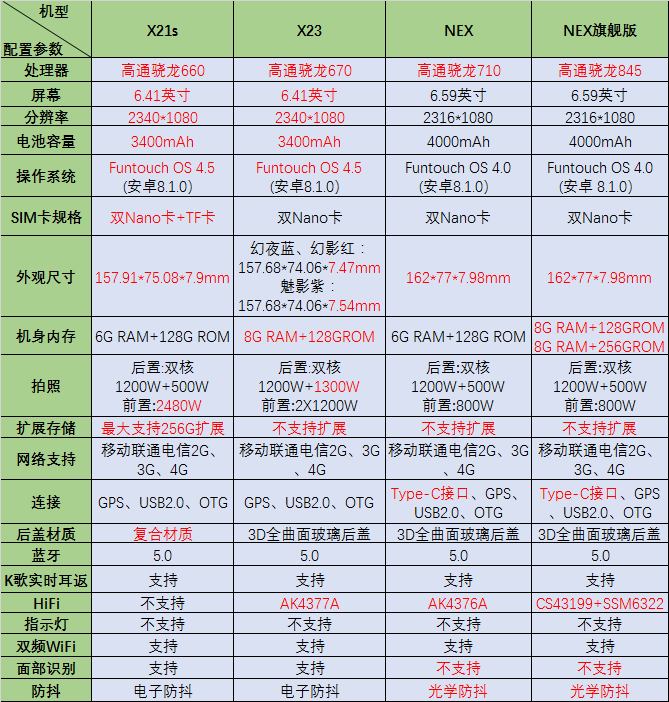 机型
配置参数
X21s
X23
NEX
NEX旗舰版
处理器
高通骁龙660
高通骁龙670
高通骁龙710
高通骁龙845
屏幕
6.41英寸
6.41英寸
6.59英寸
6.59英寸
分辨率
2340*1080
2340*1080
2316*1080
2316*1080
电池容量
3400mAh
3400mAh
4000mAh
4000mAh
操作系统
Funtouch OS 4.5
(安卓8.1.0)
Funtouch OS 4.5
(安卓8.1.0)
Funtouch OS 4.0
(安卓8.1.0)
Funtouch OS 4.0
(安卓 8.1.0)
SIM卡规格
双Nano卡+TF卡
双Nano卡
双Nano卡
双Nano卡
外观尺寸
157.91*75.08*7.9mm
幻夜蓝、幻影红：
157.68*74.06*7.47mm
魅影紫：
157.68*74.06*7.54mm
162*77*7.98mm
162*77*7.98mm
机身内存
6G RAM+128G ROM
8G RAM+128GROM
6G RAM+128G ROM
8G RAM+128GROM
8G RAM+256GROM
拍照
后置:双核
1200W+500W
前置:2480W
后置:双核
1200W+1300W
前置:2X1200W
后置:双核
1200W+500W
前置:800W
后置:双核
1200W+500W
前置:800W
扩展存储
最大支持256G扩展
不支持扩展
不支持扩展
不支持扩展
网络支持
移动联通电信2G、
3G、4G
移动联通电信2G、3G
、4G
移动联通电信2G、3G
、4G
移动联通电信2G、
3G、4G
连接
GPS、USB2.0、OTG
GPS、USB2.0、OTG
Type-C接口、GPS、
USB2.0、OTG
Type-C接口、GPS
、USB2.0、OTG
后盖材质
复合材质
3D全曲面玻璃后盖
3D全曲面玻璃后盖
3D全曲面玻璃后盖
蓝牙
5.0
5.0
5.0
5.0
K歌实时耳返
支持
支持
支持
支持
HiFi
不支持
AK4377A
AK4376A
CS43199+SSM6322
指示灯
不支持
不支持
不支持
不支持
双频WiFi
支持
支持
支持
支持
面部识别
支持
支持
不支持
不支持
防抖
电子防抖
电子防抖
光学防抖
光学防抖